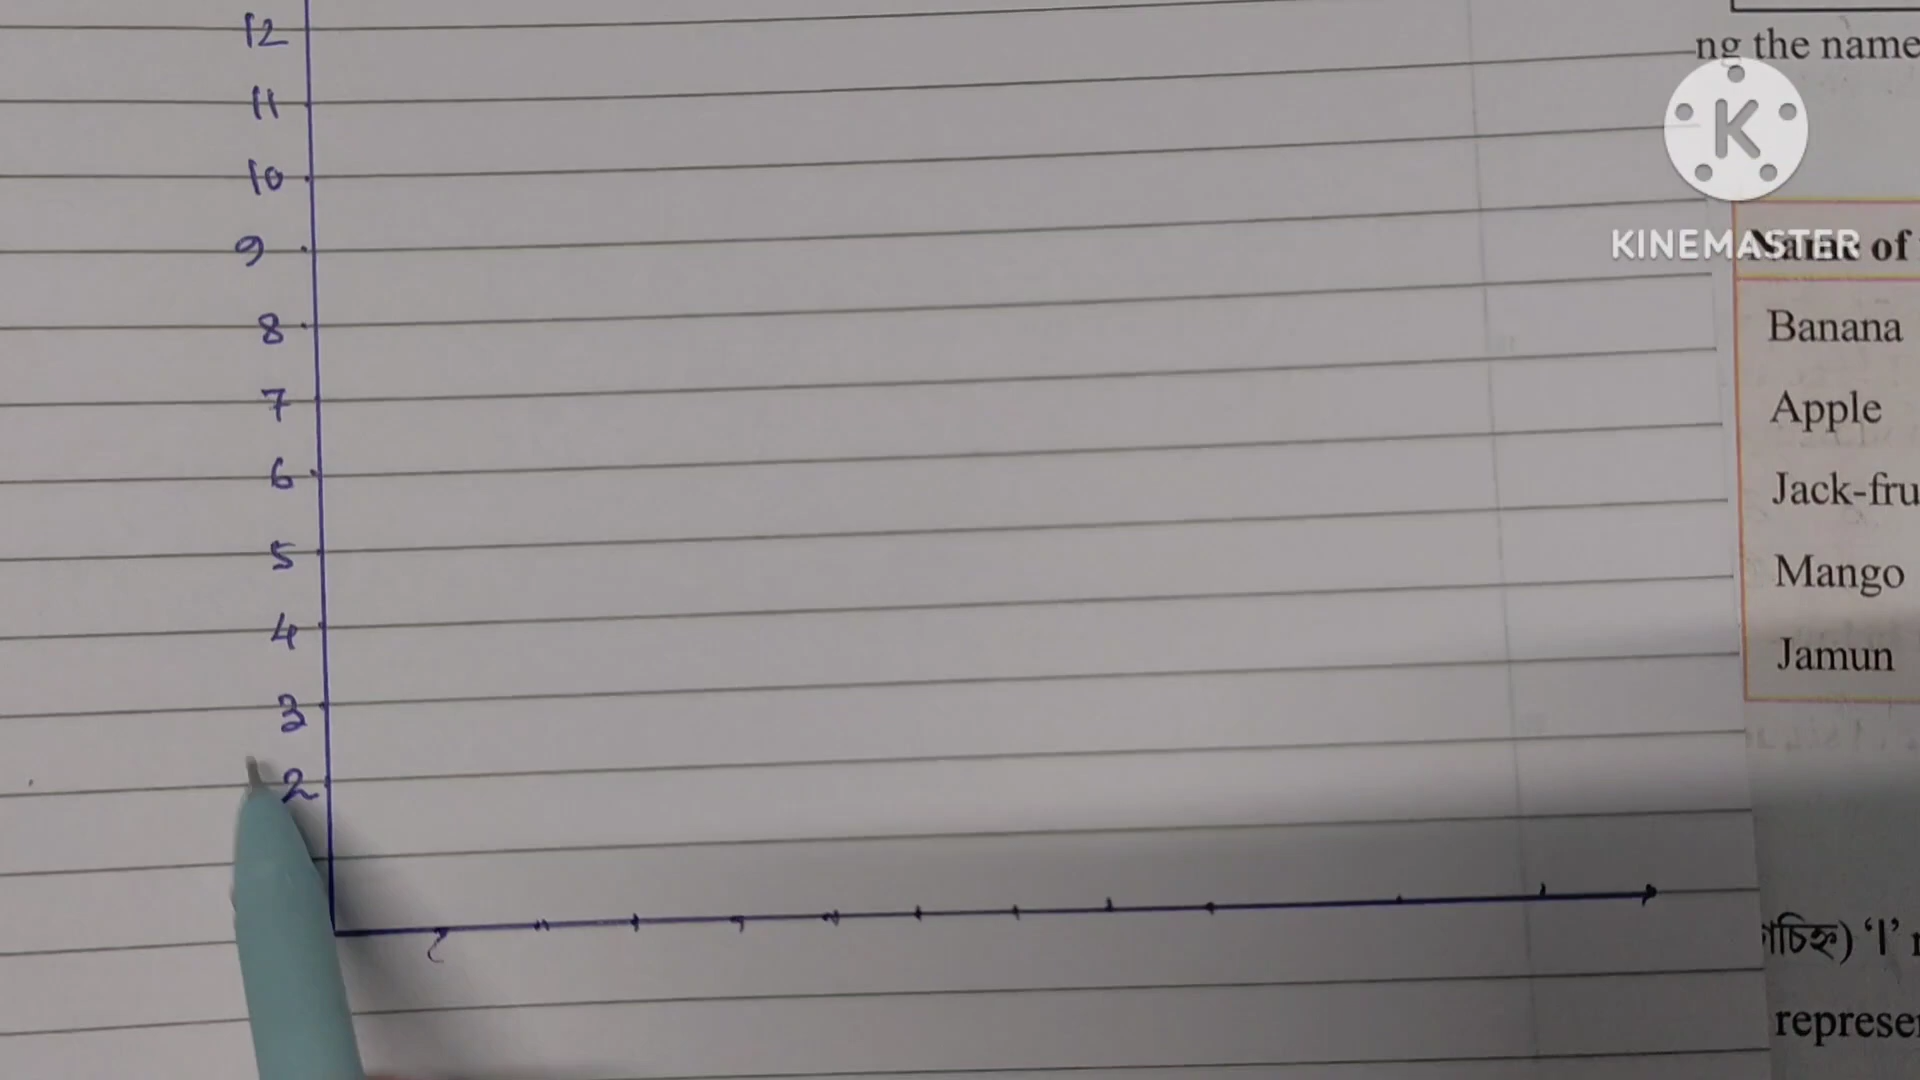 12
11
10
9
8
7
6
5
4
3
2
ng the name
K
KINEMASTER
Name of
Banana
Apple
Jack-fru
Mango
Jamun
‘।’
represe